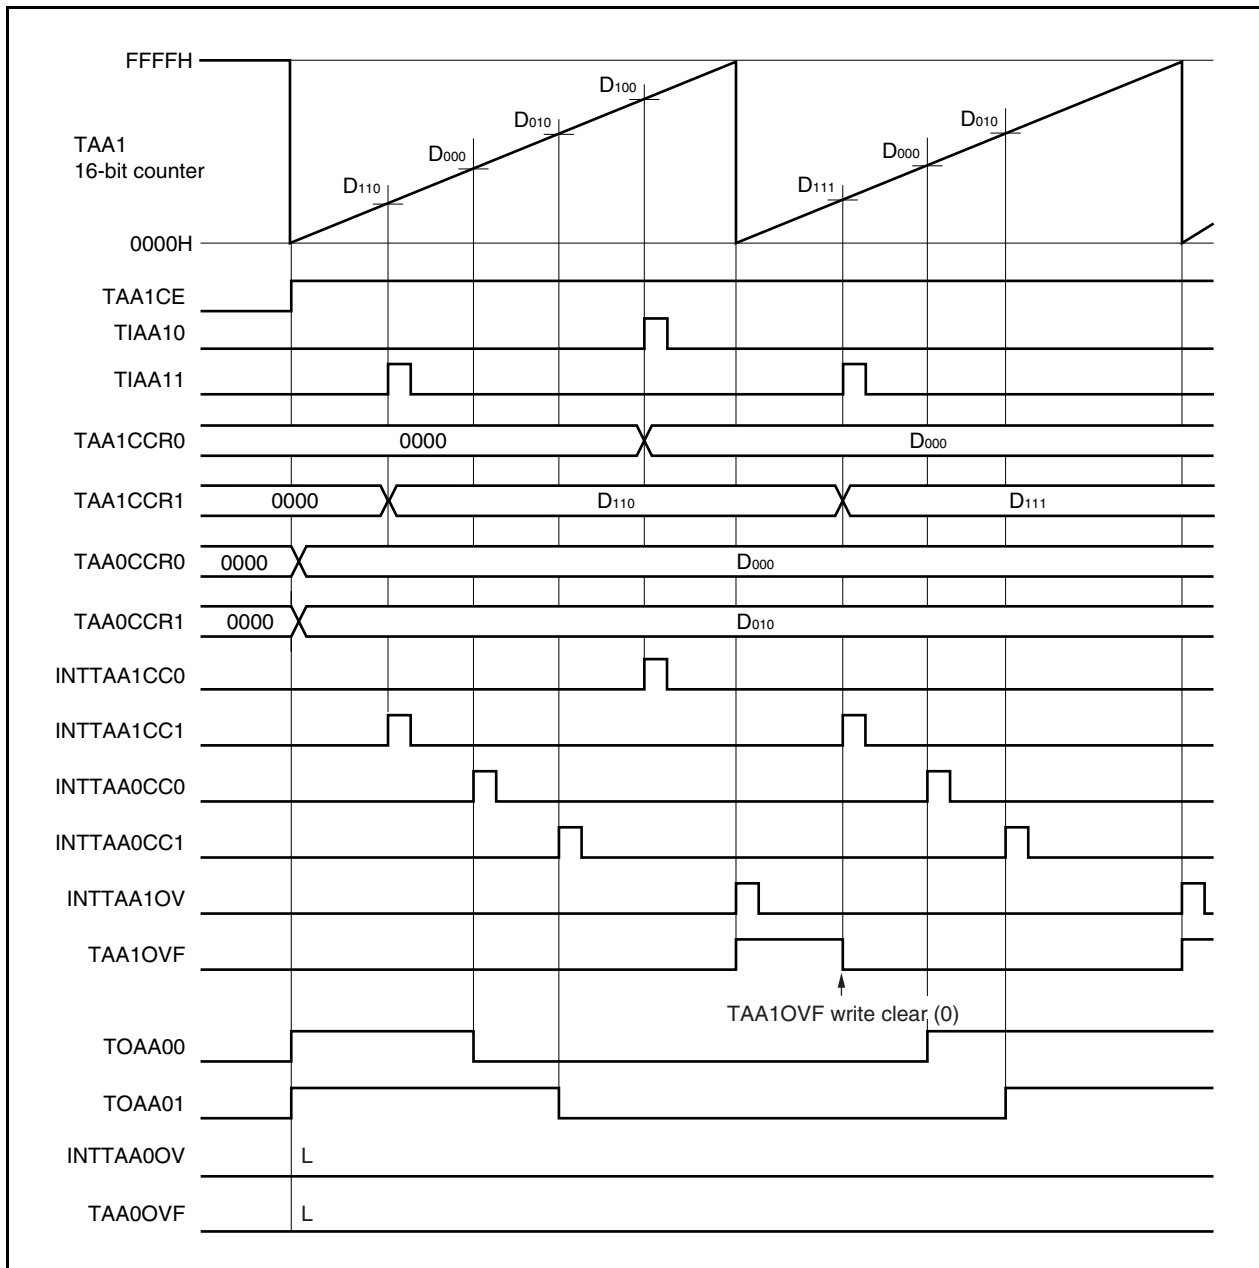 FFFFH
D100
D010
D010
TAA1
16-bit counter
D000
D000
D110
D111
0000H
TAA1CE
TIAA10
TIAA11
TAA1CCR0 0000 D000
TAA1CCR1 0000 D110 D111
TAA0CCR0 0000 D000
TAA0CCR1 0000 D010
INTTAA1CC0
INTTAA1CC1
INTTAA0CC0
INTTAA0CC1
INTTAA1OV
TAA1OVF
TAA1OVF write clear (0)
TOAA00
TOAA01
INTTAA0OV L
TAA0OVF L